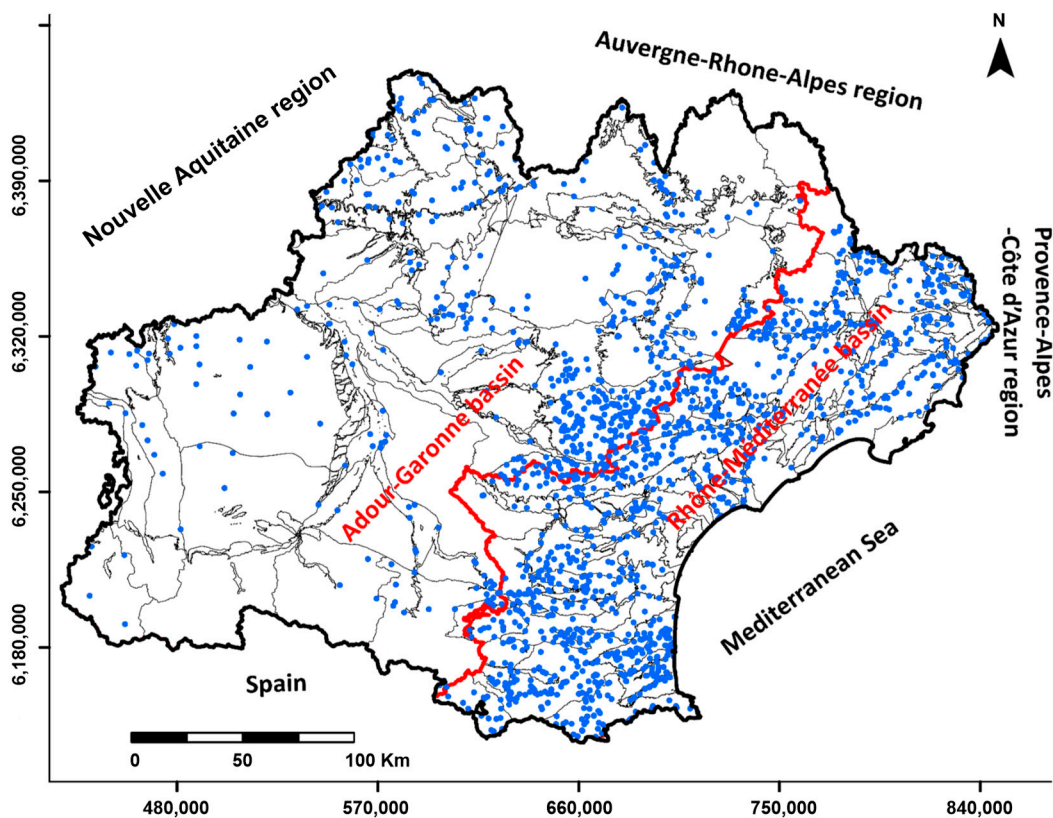 N
Auvergne-Rhone-Alpes region
Nouvelle Aquitaine region
Provence-Alpes
-Côte d'Azur region
6,390,000
6,320,000
6,250,000
6,180,000
Adour-Garonne bassin
Rhône-Méditerranée bassin
Mediterranean Sea
Spain
0 50 100 Km
480,000 570,000 660,000 750,000 840,000